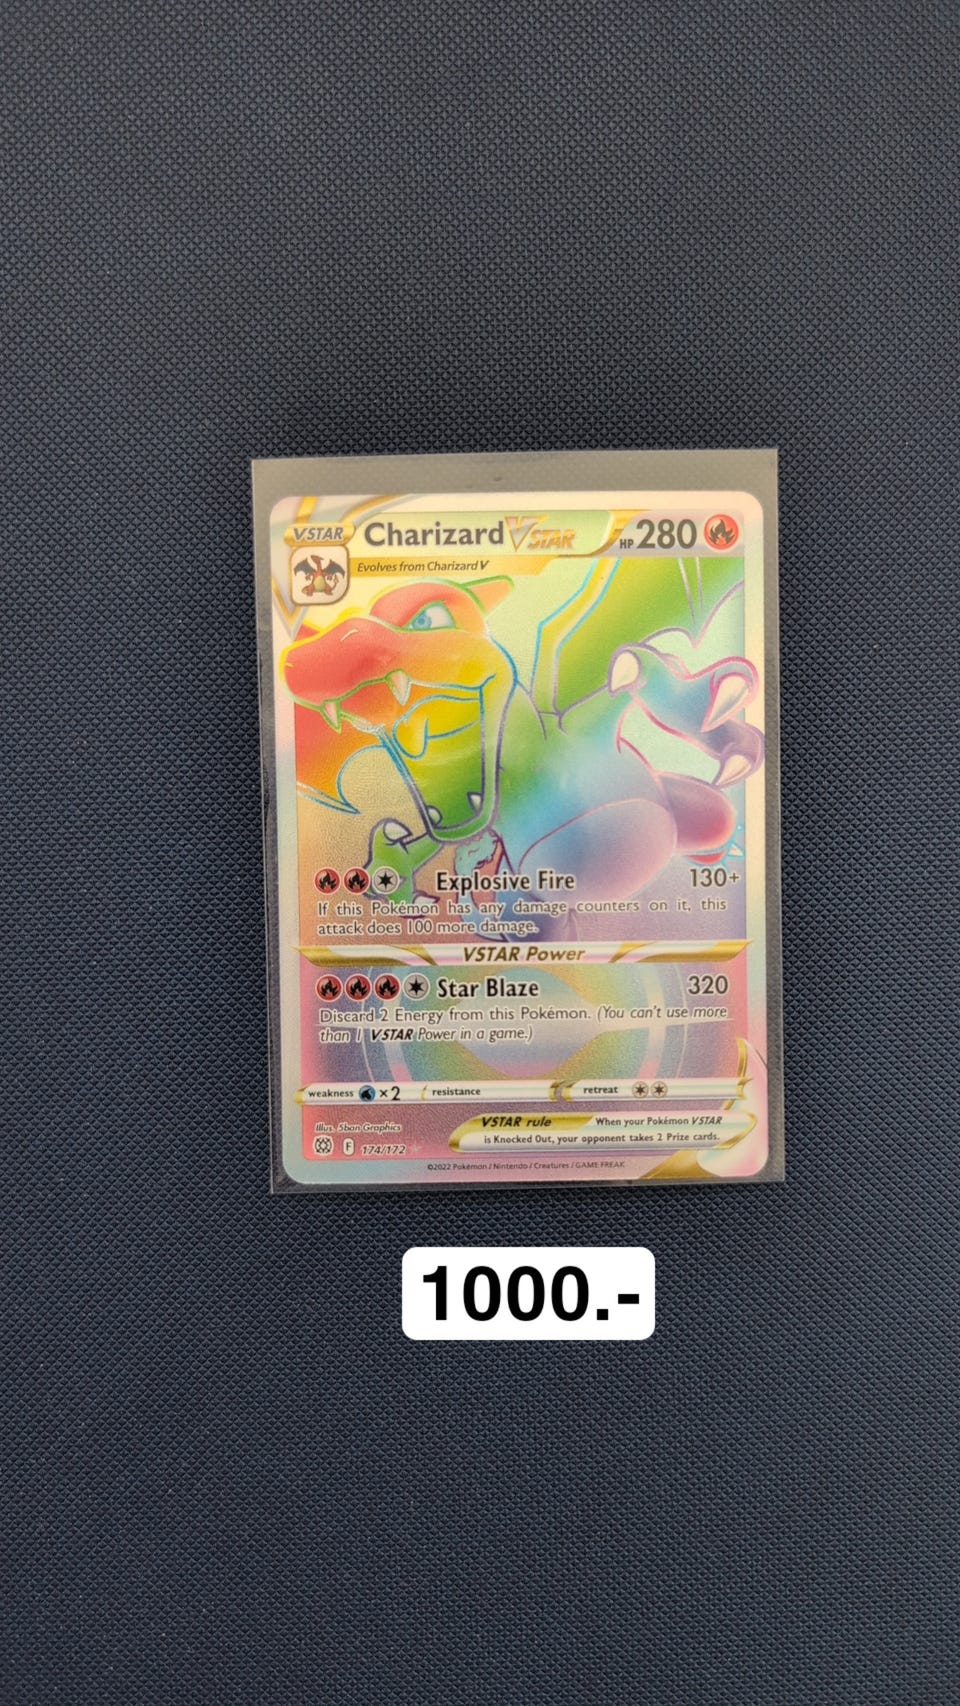 VSTAR Charizard VSTAR HP 280
Evolves from Charizard V
Explosive Fire 130+
If this Pokémon has any damage counters on it, this
attack does 100 more damage.
VSTAR Power
Star Blaze 320
Discard 2 Energy from this Pokémon. (You can't use more
than 1 VSTAR Power in a game.)
weakness ×2 resistance retreat
Illus. 5ban Graphics
VSTAR rule When your Pokémon VSTAR
is Knocked Out, your opponent takes 2 Prize cards.
F 174/172
©2022 Pokémon / Nintendo / Creatures / GAME FREAK
1000.-